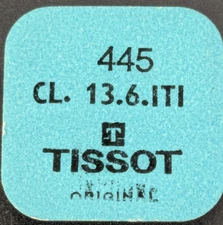 445
CL. 13.6.ITI
TISSOT
ORIGINAL